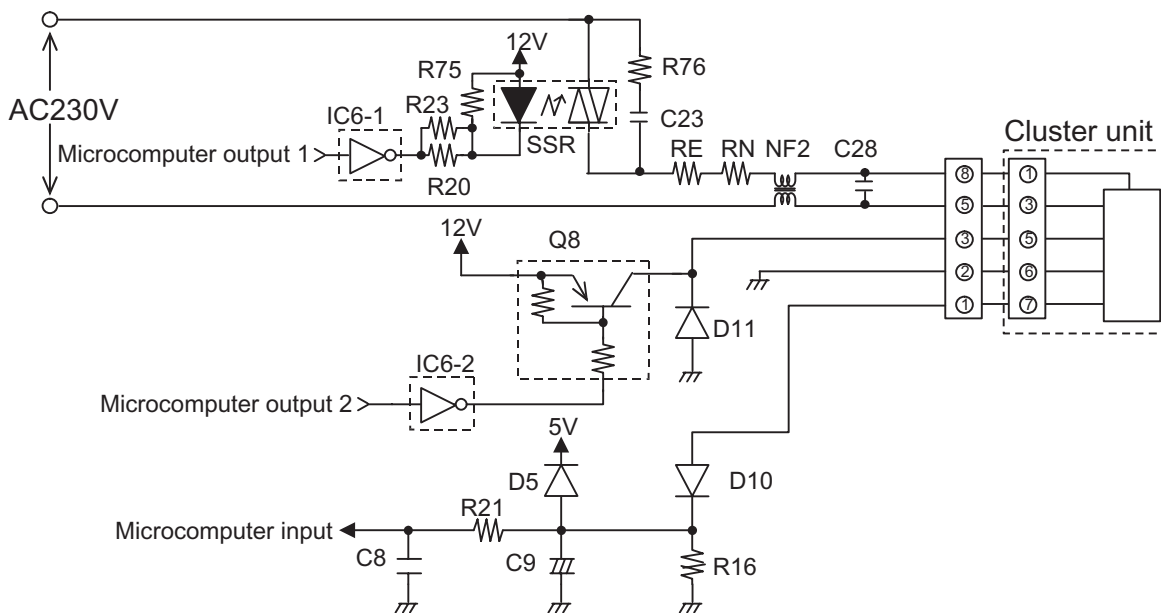 12V
R75
R76
AC230V
IC6-1
R23
C23
Cluster unit
Microcomputer output 1
SSR
RE
RN
NF2
C28
R20
8
1
5
3
12V
Q8
3
5
2
6
D11
1
7
IC6-2
Microcomputer output 2
5V
D5
D10
R21
Microcomputer input
C8
C9
R16